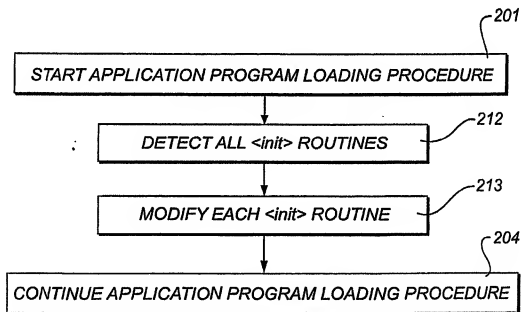 201
START APPLICATION PROGRAM LOADING PROCEDURE
212
DETECT ALL <init> ROUTINES
213
MODIFY EACH <init> ROUTINE
204
CONTINUE APPLICATION PROGRAM LOADING PROCEDURE